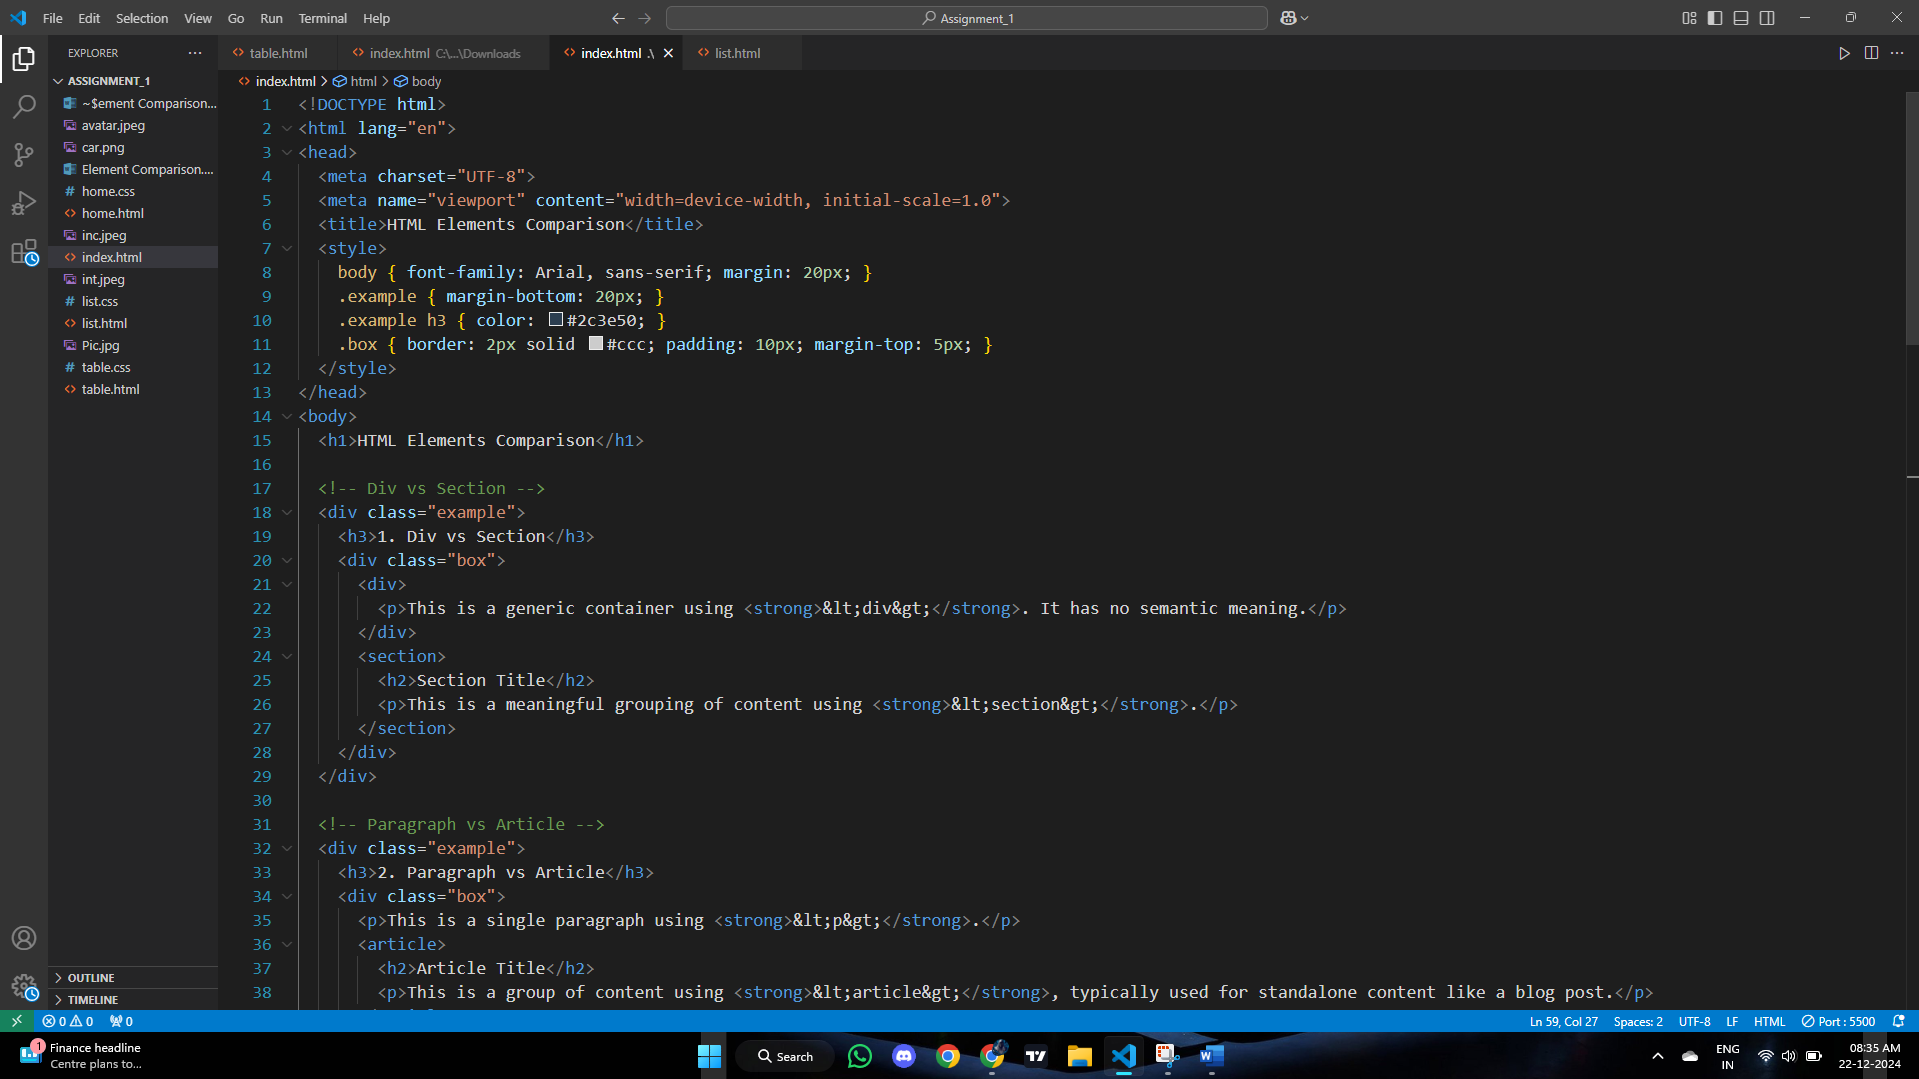 File Edit Selection View Go Run Terminal Help
Assignment_1
EXPLORER
table.html
index.html C:\...\Downloads
index.html .\
list.html
ASSIGNMENT_1
~$ement Comparison...
avatar.jpeg
car.png
Element Comparison....
home.css
home.html
inc.jpeg
index.html
int.jpeg
list.css
list.html
Pic.jpg
table.css
table.html
OUTLINE
TIMELINE
index.html > html > body
1 <!DOCTYPE html>
2 <html lang="en">
3 <head>
4 <meta charset="UTF-8">
5 <meta name="viewport" content="width=device-width, initial-scale=1.0">
6 <title>HTML Elements Comparison</title>
7 <style>
8 body { font-family: Arial, sans-serif; margin: 20px; }
9 .example { margin-bottom: 20px; }
10 .example h3 { color: #2c3e50; }
11 .box { border: 2px solid #ccc; padding: 10px; margin-top: 5px; }
12 </style>
13 </head>
14 <body>
15 <h1>HTML Elements Comparison</h1>
16
17 <!-- Div vs Section -->
18 <div class="example">
19 <h3>1. Div vs Section</h3>
20 <div class="box">
21 <div>
22 <p>This is a generic container using <strong>&lt;div&gt;</strong>. It has no semantic meaning.</p>
23 </div>
24 <section>
25 <h2>Section Title</h2>
26 <p>This is a meaningful grouping of content using <strong>&lt;section&gt;</strong>.</p>
27 </section>
28 </div>
29 </div>
30
31 <!-- Paragraph vs Article -->
32 <div class="example">
33 <h3>2. Paragraph vs Article</h3>
34 <div class="box">
35 <p>This is a single paragraph using <strong>&lt;p&gt;</strong>.</p>
36 <article>
37 <h2>Article Title</h2>
38 <p>This is a group of content using <strong>&lt;article&gt;</strong>, typically used for standalone content like a blog post.</p>
0 0 0
Ln 59, Col 27 Spaces: 2 UTF-8 LF HTML Port : 5500
1
Finance headline
Centre plans to...
Search
ENG
IN
08:35 AM
22-12-2024